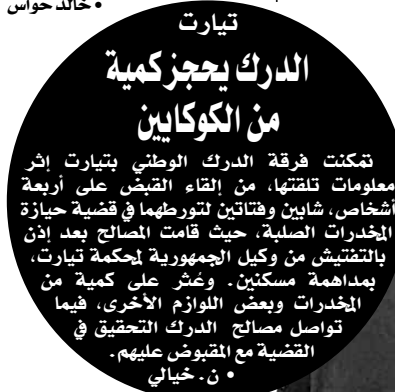 • خالد حواس
تيارت
الدرك يحجز كمية
من الكوكايين
تمكنت فرقة الدرك الوطني بتيارت إثر
معلومات تلقتها، من إلقاء القبض على أربعة
أشخاص، شابين وفتاتين لتورطهما في قضية حيازة
المخدرات الصلبة، حيث قامت المصالح بعد إذن
بالتفتيش من وكيل الجمهورية لمحكمة تيارت،
بمداهمة مسكنين. وعُثر على كمية من
المخدرات وبعض اللوازم الأخرى، فيما
تواصل مصالح الدرك التحقيق في
القضية مع المقبوض عليهم.
• ن. خيالي